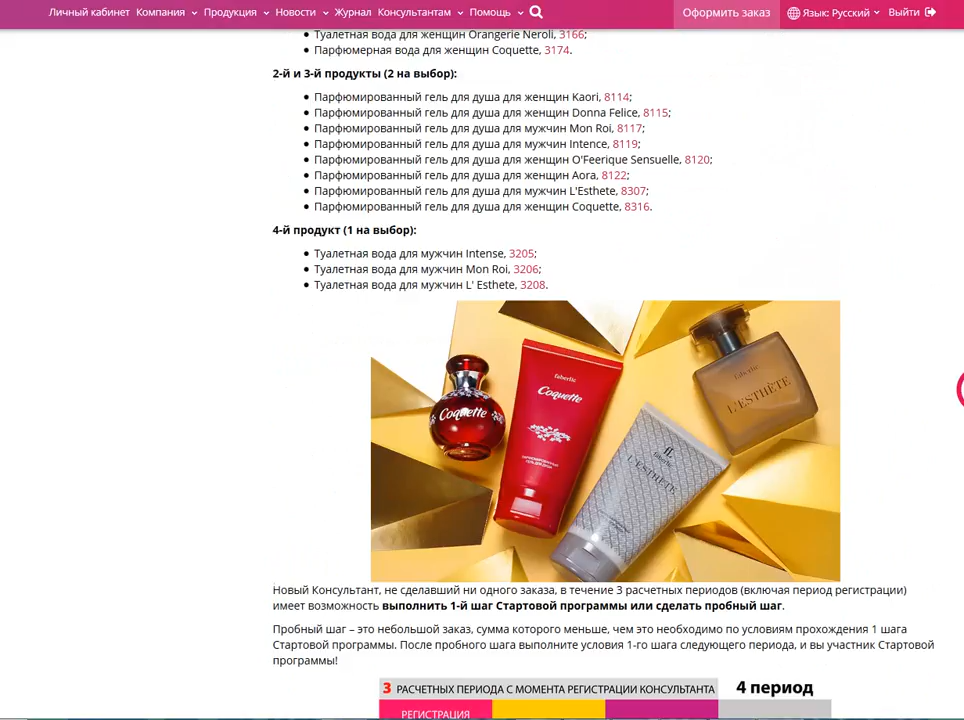 Личный кабинет Компания Продукция Новости Журнал Консультантам Помощь Оформить заказ Язык: Русский Выйти
Туалетная вода для женщин Orangerie Neroli, 3166;
Парфюмерная вода для женщин Coquette, 3174.
2-й и 3-й продукты (2 на выбор):
Парфюмированный гель для душа для женщин Kaori, 8114;
Парфюмированный гель для душа для женщин Donna Felice, 8115;
Парфюмированный гель для душа для мужчин Mon Roi, 8117;
Парфюмированный гель для душа для мужчин Intence, 8119;
Парфюмированный гель для душа для женщин O'Feerique Sensuelle, 8120;
Парфюмированный гель для душа для женщин Aora, 8122;
Парфюмированный гель для душа для мужчин L'Esthete, 8307;
Парфюмированный гель для душа для женщин Coquette, 8316.
4-й продукт (1 на выбор):
Туалетная вода для мужчин Intense, 3205;
Туалетная вода для мужчин Mon Roi, 3206;
Туалетная вода для мужчин L' Esthete, 3208.
Coquette
faberlic
Coquette
ПАРФЮМИРОВАННЫЙ
ГЕЛЬ ДЛЯ ДУША
faberlic
L'ESTHÈTE
faberlic
L'ESTHÈTE
Новый Консультант, не сделавший ни одного заказа, в течение 3 расчетных периодов (включая период регистрации)
имеет возможность выполнить 1-й шаг Стартовой программы или сделать пробный шаг.
Пробный шаг – это небольшой заказ, сумма которого меньше, чем это необходимо по условиям прохождения 1 шага
Стартовой программы. После пробного шага выполните условия 1-го шага следующего периода, и вы участник Стартовой
программы!
3 РАСЧЕТНЫХ ПЕРИОДА С МОМЕНТА РЕГИСТРАЦИИ КОНСУЛЬТАНТА 4 период
РЕГИСТРАЦИЯ